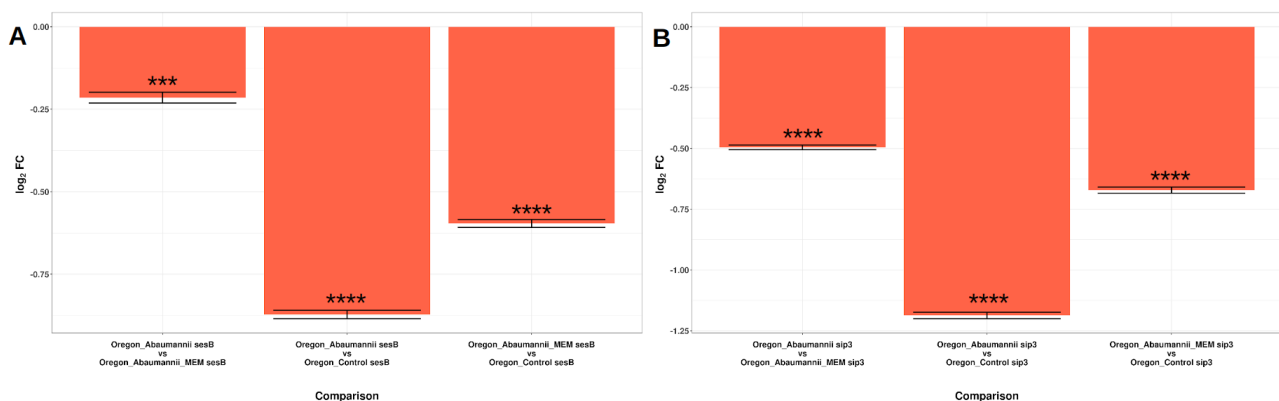 A
0.00
-0.25
-0.50
-0.75
log₂ FC
***
****
****
Oregon_Abaumannii sesB
vs
Oregon_Abaumannii_MEM sesB
Oregon_Abaumannii sesB
vs
Oregon_Control sesB
Oregon_Abaumannii_MEM sesB
vs
Oregon_Control sesB
Comparison
B
0.00
-0.25
-0.50
-0.75
-1.00
-1.25
log₂ FC
****
****
****
Oregon_Abaumannii sip3
vs
Oregon_Abaumannii_MEM sip3
Oregon_Abaumannii sip3
vs
Oregon_Control sip3
Oregon_Abaumannii_MEM sip3
vs
Oregon_Control sip3
Comparison